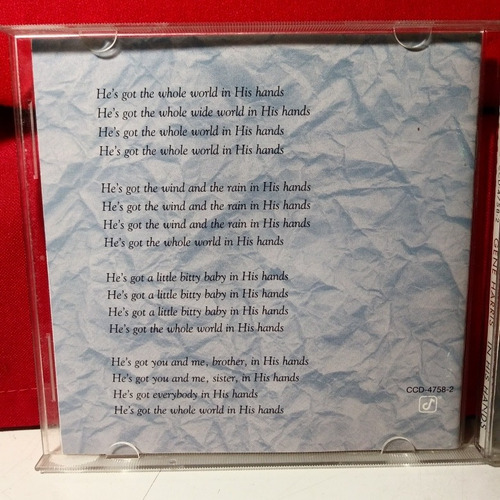 He's got the whole world in His hands
He's got the whole wide world in His hands
He's got the whole world in His hands
He's got the whole world in His hands
He's got the wind and the rain in His hands
He's got the wind and the rain in His hands
He's got the wind and the rain in His hands
He's got the whole world in His hands
He's got a little bitty baby in His hands
He's got a little bitty baby in His hands
He's got a little bitty baby in His hands
He's got the whole world in His hands
He's got you and me, brother, in His hands
He's got you and me, sister, in His hands
He's got everybody in His hands
He's got the whole world in His hands
CCD-4758-2
GENE HARRIS IN HIS HANDS